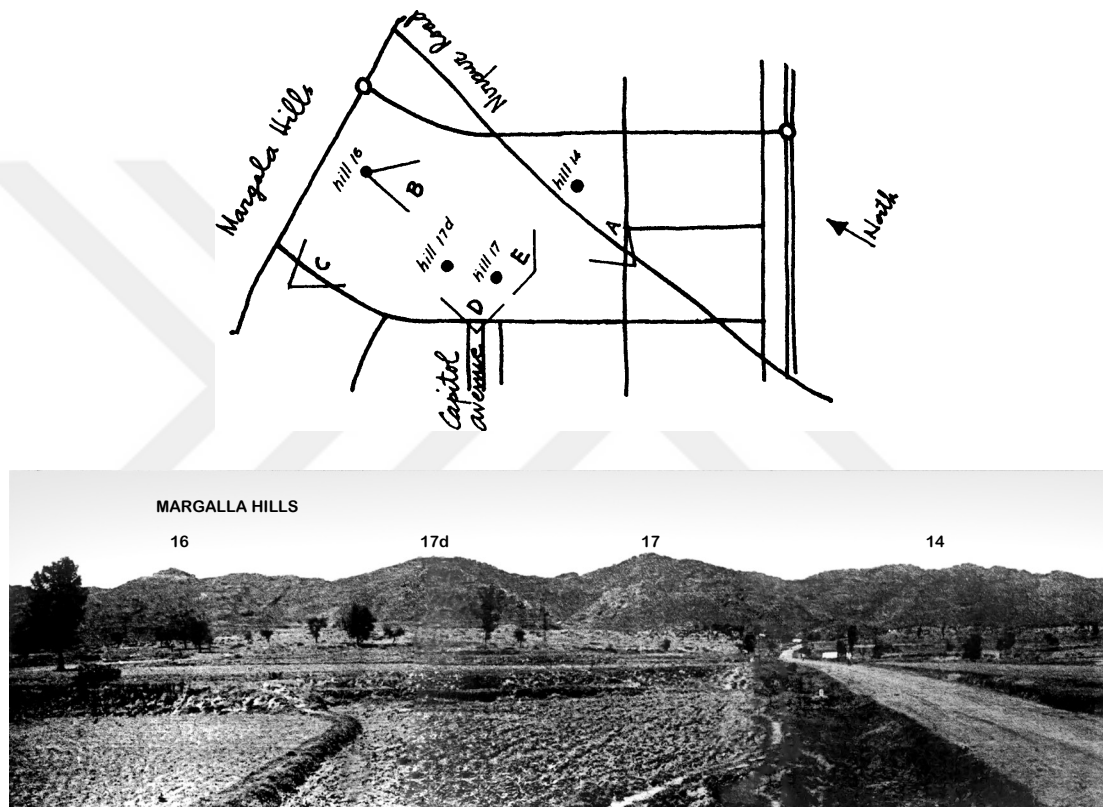 Nurpur Road
Margala Hills
hill 16
B
hill 14
A
North
C
hill 17d
hill 17
E
D
Capitol
avenue
MARGALLA HILLS
16
17d
17
14